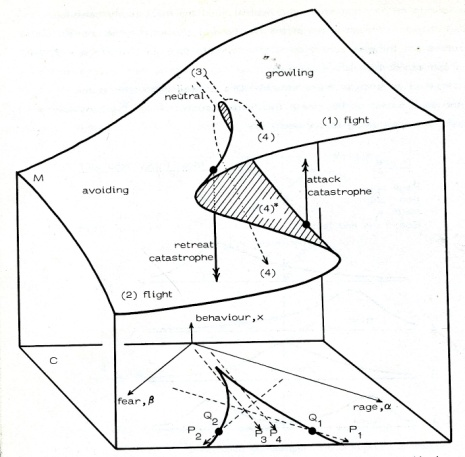 (3)
growling
neutral
(4)
(1) fight
M
avoiding
attack
catastrophe
(4)*
retreat
catastrophe
(4)
(2) flight
behaviour,x
C
fear,β
rage,α
Q2
Q1
P2
P3
P4
P1